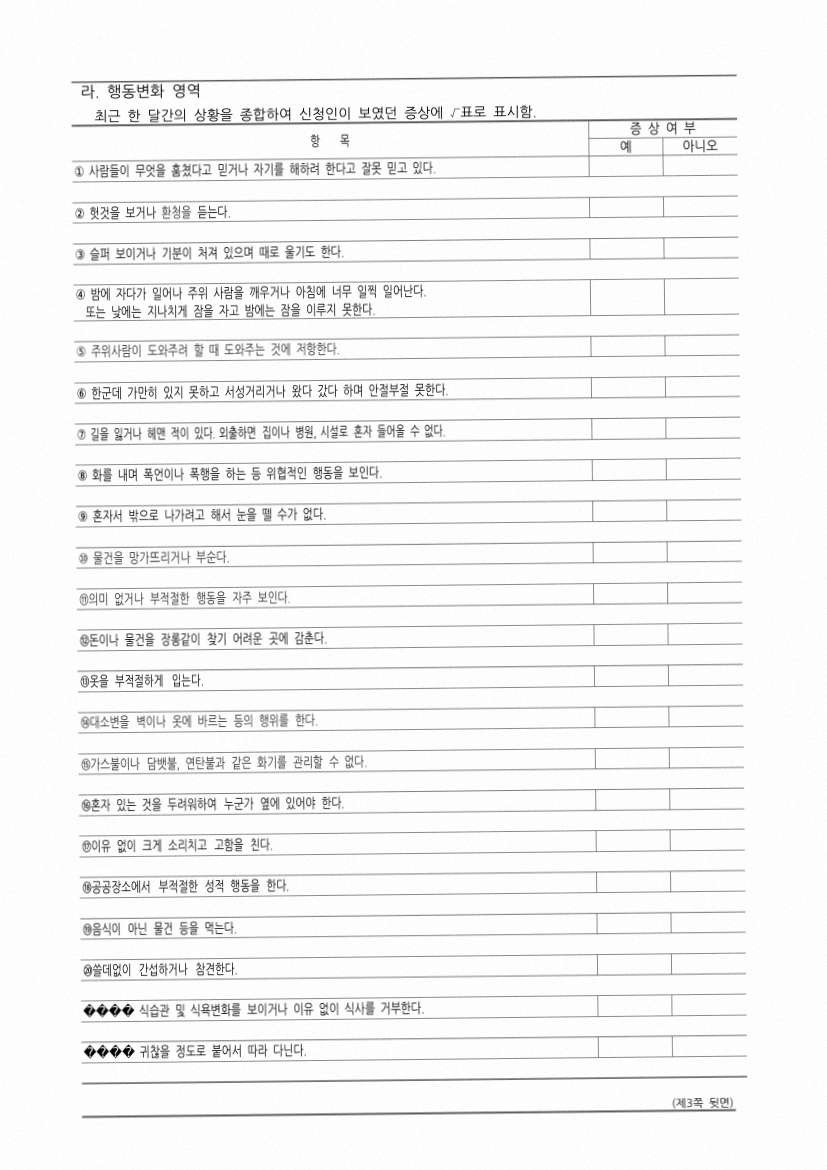 라. 행동변화 영역
최근 한 달간의 상황을 종합하여 신청인이 보였던 증상에 √표로 표시함.
항 목
증 상 여 부
예 아니오
① 사람들이 무엇을 훔쳤다고 믿거나 자기를 해하려 한다고 잘못 믿고 있다.
② 헛것을 보거나 환청을 듣는다.
③ 슬퍼 보이거나 기분이 처져 있으며 때로 울기도 한다.
④ 밤에 자다가 일어나 주위 사람을 깨우거나 아침에 너무 일찍 일어난다.
또는 낮에는 지나치게 잠을 자고 밤에는 잠을 이루지 못한다.
⑤ 주위사람이 도와주려 할 때 도와주는 것에 저항한다.
⑥ 한군데 가만히 있지 못하고 서성거리거나 왔다 갔다 하며 안절부절 못한다.
⑦ 길을 잃거나 헤맨 적이 있다. 외출하면 집이나 병원, 시설로 혼자 들어올 수 없다.
⑧ 화를 내며 폭언이나 폭행을 하는 등 위협적인 행동을 보인다.
⑨ 혼자서 밖으로 나가려고 해서 눈을 뗄 수가 없다.
⑩ 물건을 망가뜨리거나 부순다.
⑪의미 없거나 부적절한 행동을 자주 보인다.
⑫돈이나 물건을 장롱같이 찾기 어려운 곳에 감춘다.
⑬옷을 부적절하게 입는다.
⑭대소변을 벽이나 옷에 바르는 등의 행위를 한다.
⑮가스불이나 담뱃불, 연탄불과 같은 화기를 관리할 수 없다.
⑯혼자 있는 것을 두려워하여 누군가 옆에 있어야 한다.
⑰이유 없이 크게 소리치고 고함을 친다.
⑱공공장소에서 부적절한 성적 행동을 한다.
⑲음식이 아닌 물건 등을 먹는다.
⑳쓸데없이 간섭하거나 참견한다.
���� 식습관 및 식욕변화를 보이거나 이유 없이 식사를 거부한다.
���� 귀찮을 정도로 붙어서 따라 다닌다.
(제3쪽 뒷면)